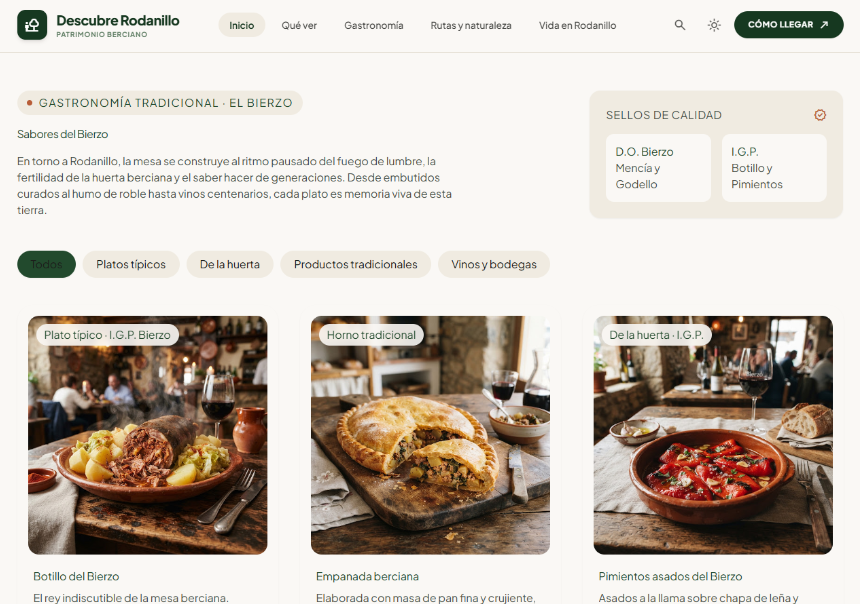 Descubre Rodanillo
PATRIMONIO BERCIANO
Inicio
Qué ver
Gastronomía
Rutas y naturaleza
Vida en Rodanillo
CÓMO LLEGAR
GASTRONOMÍA TRADICIONAL · EL BIERZO
Sabores del Bierzo
En torno a Rodanillo, la mesa se construye al ritmo pausado del fuego de lumbre, la
fertilidad de la huerta berciana y el saber hacer de generaciones. Desde embutidos
curados al humo de roble hasta vinos centenarios, cada plato es memoria viva de esta
tierra.
SELLOS DE CALIDAD
D.O. Bierzo
Mencía y
Godello
I.G.P.
Botillo y
Pimientos
Todos
Platos típicos
De la huerta
Productos tradicionales
Vinos y bodegas
Plato típico · I.G.P. Bierzo
Horno tradicional
De la huerta · I.G.P.
Botillo del Bierzo
El rey indiscutible de la mesa berciana.
Empanada berciana
Elaborada con masa de pan fina y crujiente,
Pimientos asados del Bierzo
Asados a la llama sobre chapa de leña y